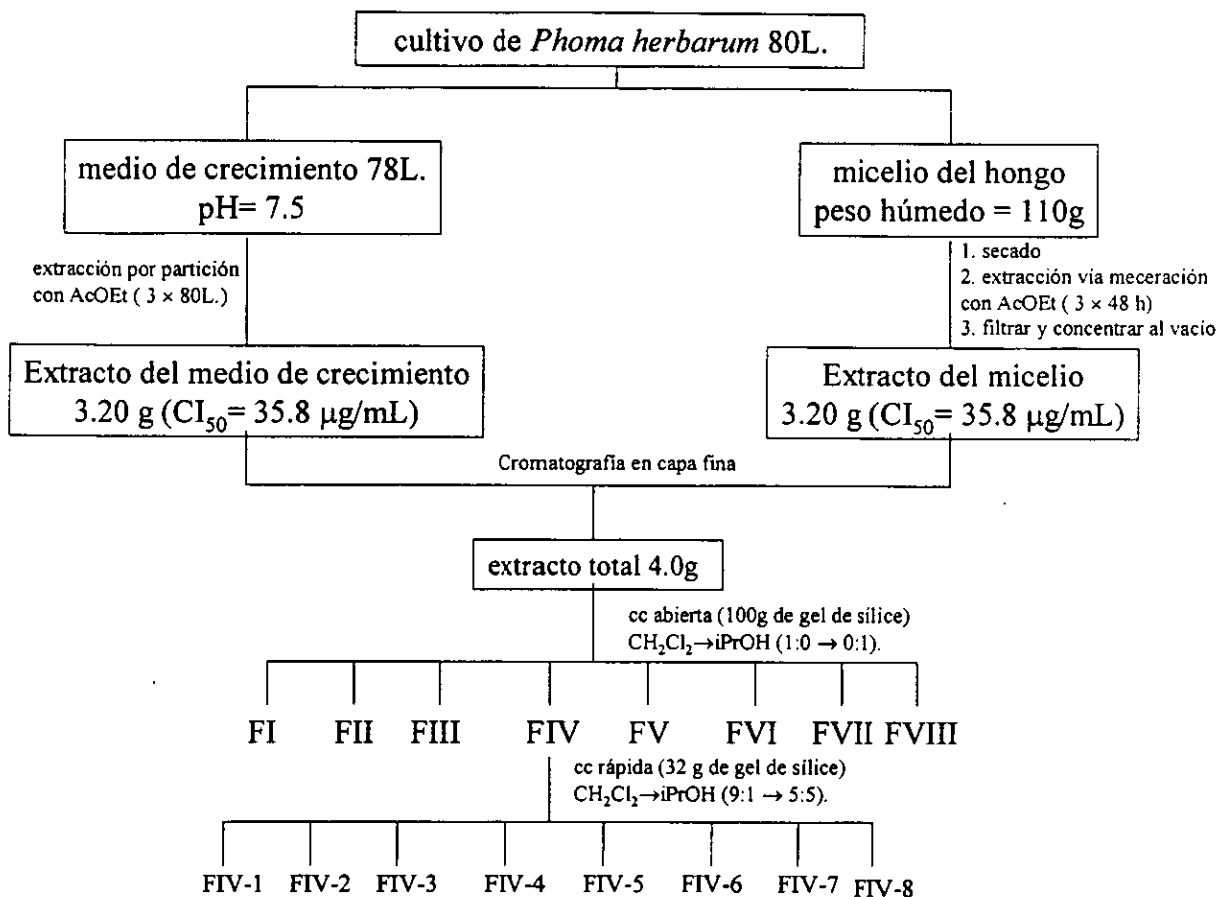 cultivo de Phoma herbarum 80L.
medio de crecimiento 78L.
pH= 7.5
micelio del hongo
peso húmedo = 110g
extracción por partición
con AcOEt ( 3 × 80L.)
1. secado
2. extracción vía meceración
con AcOEt ( 3 × 48 h)
3. filtrar y concentrar al vacío
Extracto del medio de crecimiento
3.20 g (CI50= 35.8 µg/mL)
Extracto del micelio
3.20 g (CI50= 35.8 µg/mL)
Cromatografía en capa fina
extracto total 4.0g
cc abierta (100g de gel de sílice)
CH2Cl2→iPrOH (1:0 → 0:1).
FI FII FIII FIV FV FVI FVII FVIII
cc rápida (32 g de gel de sílice)
CH2Cl2→iPrOH (9:1 → 5:5).
FIV-1 FIV-2 FIV-3 FIV-4 FIV-5 FIV-6 FIV-7 FIV-8